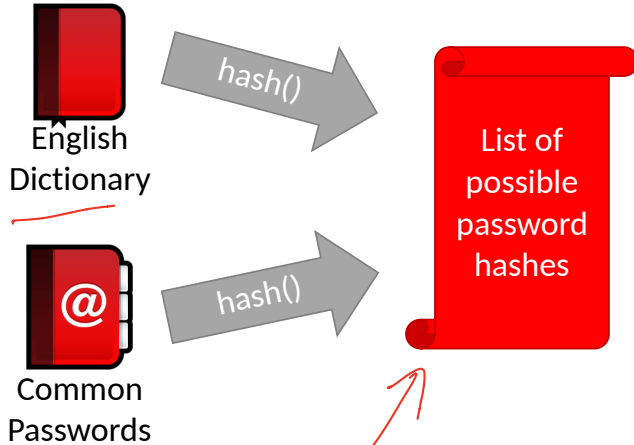 English
Dictionary
hash()
@
Common
Passwords
hash()
List of
possible
password
hashes